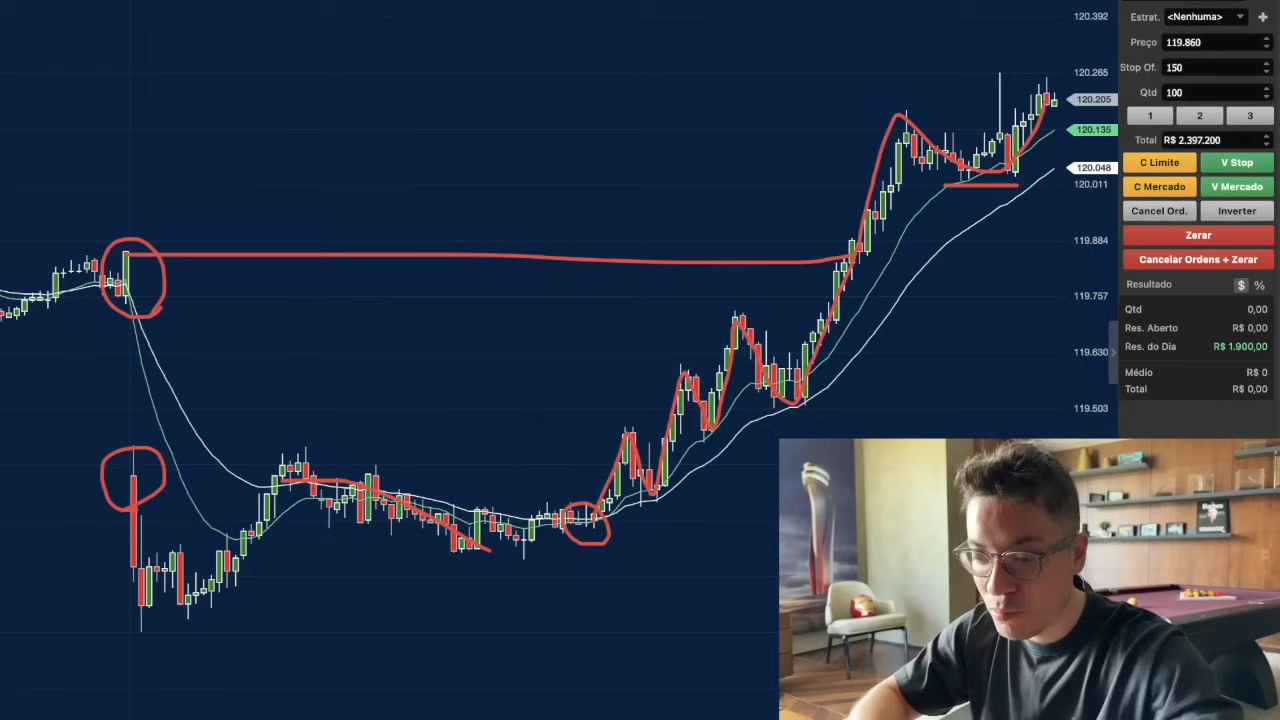 120.392
120.265
120.205
120.135
120.048
120.011
119.884
119.757
119.630
119.503
Estrat. <Nenhuma>
Preço 119.860
Stop Of. 150
Qtd 100
1 2 3
Total R$ 2.397.200
C Limite V Stop
C Mercado V Mercado
Cancel Ord. Inverter
Zerar
Cancelar Ordens + Zerar
Resultado $ %
Qtd 0,00
Res. Aberto R$ 0,00
Res. do Dia R$ 1.900,00
Médio R$ 0
Total R$ 0,00
Forbes